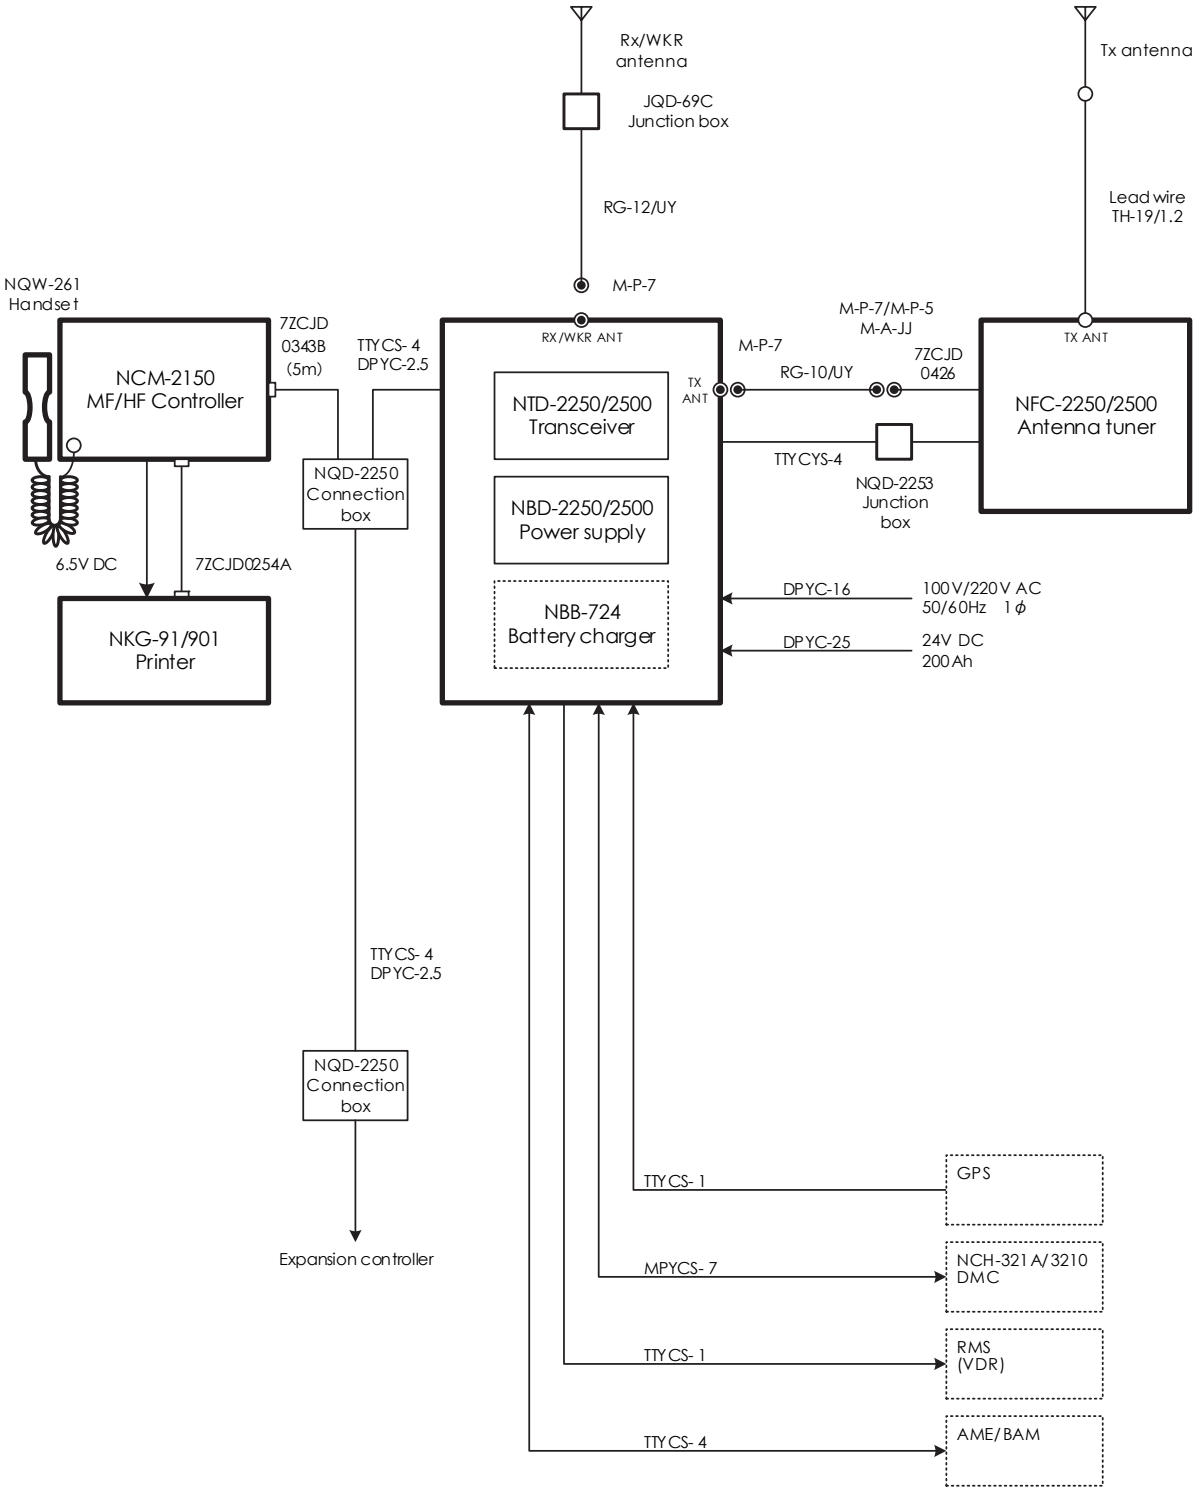 Rx/WKR
antenna
Tx antenna
JQD-69C
Junction box
Lead wire
TH-19/1.2
RG-12/UY
M-P-7
NQW-261
Handset
7ZCJD
0343B
(5m)
TTYCS- 4
DPYC-2.5
RX/WKR ANT
M-P-7
M-P-7/M-P-5
M-A-JJ
7ZCJD
0426
RG-10/UY
TX ANT
TX
ANT
NCM-2150
MF/HF Controller
NTD-2250/2500
Transceiver
NFC-2250/2500
Antenna tuner
TTYCYS-4
NQD-2253
Junction
box
NQD-2250
Connection
box
NBD-2250/2500
Power supply
6.5V DC
7ZCJD0254A
NBB-724
Battery charger
DPYC-16
100V/220V AC
50/60Hz 1ϕ
DPYC-25
24V DC
200Ah
NKG-91/901
Printer
TTYCS- 4
DPYC-2.5
NQD-2250
Connection
box
Expansion controller
TTYCS- 1
GPS
MPYCS- 7
NCH-321A/3210
DMC
TTYCS- 1
RMS
(VDR)
TTYCS- 4
AME/BAM